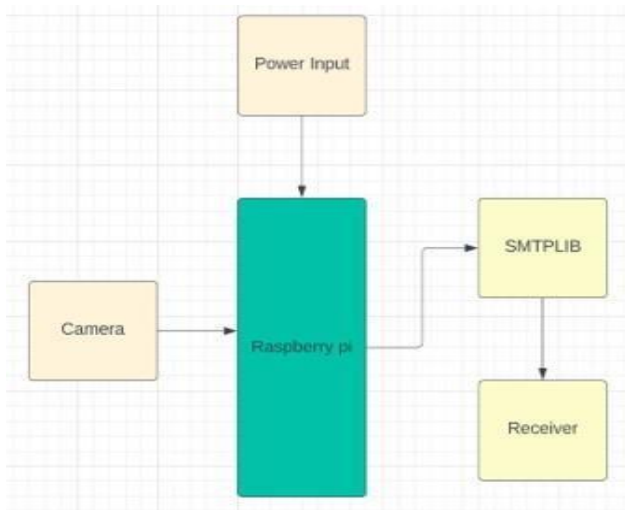 Power Input
SMTPLIB
Camera
Raspberry pi
Receiver